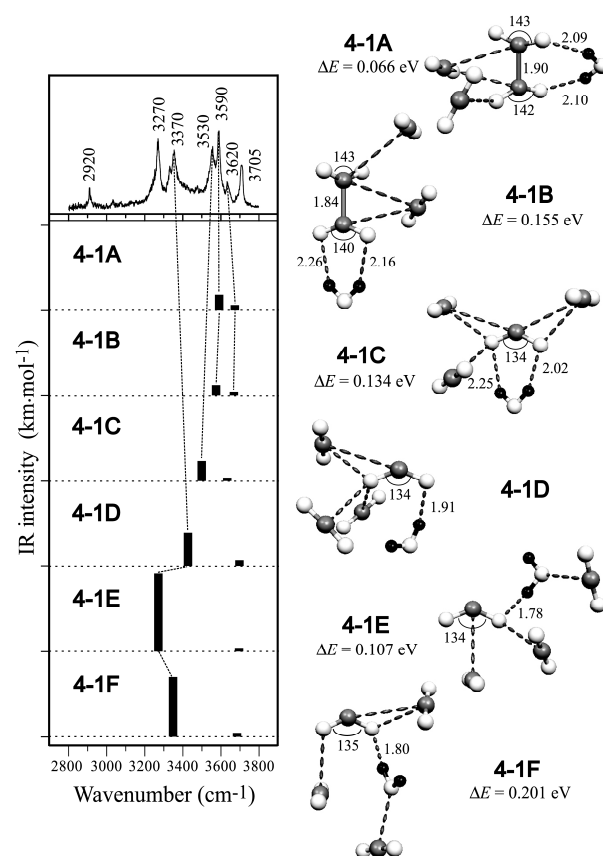 2920
3270
3370
3530
3590
3620
3705
4-1A
4-1B
4-1C
4-1D
4-1E
4-1F
IR intensity (km·mol-1)
2800 3000 3200 3400 3600 3800
Wavenumber (cm-1)
4-1A
ΔE = 0.066 eV
143
2.09
1.90
2.10
142
143
1.84
140
2.26
2.16
4-1B
ΔE = 0.155 eV
4-1C
ΔE = 0.134 eV
134
2.25
2.02
134
1.91
4-1D
4-1E
ΔE = 0.107 eV
1.78
134
135
1.80
4-1F
ΔE = 0.201 eV